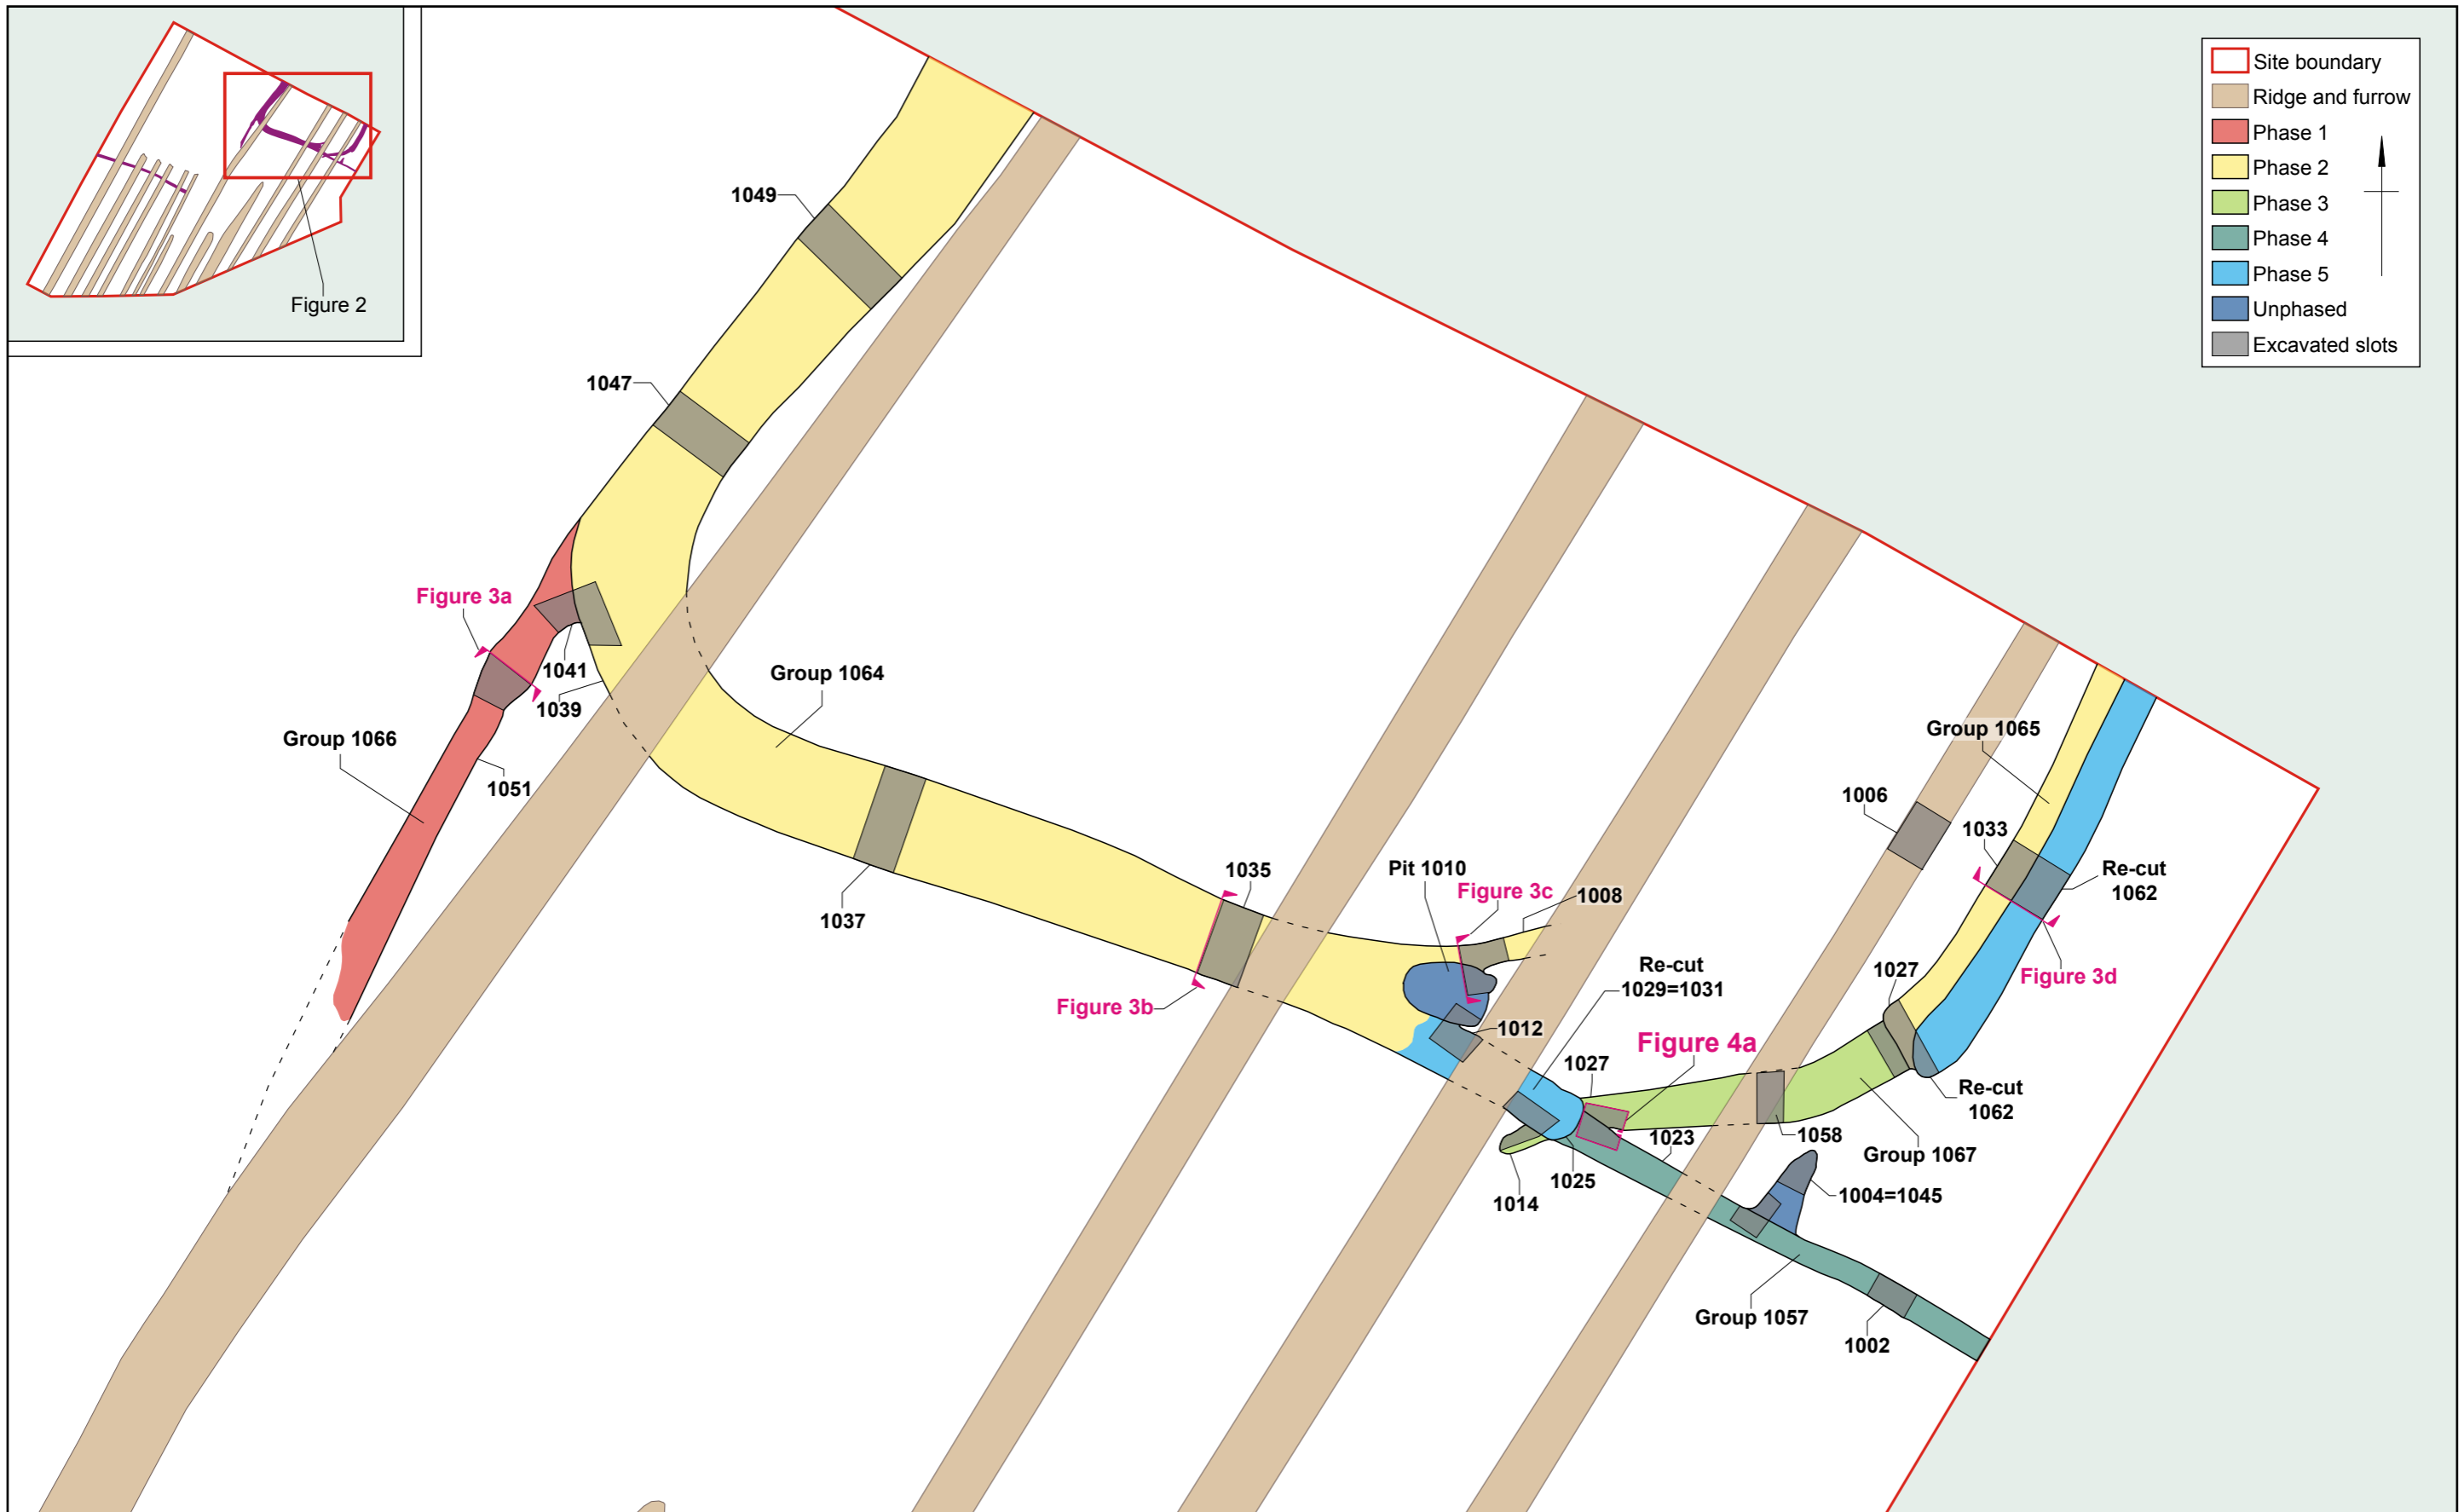 Figure 2
Site boundary
Ridge and furrow
Phase 1
Phase 2
Phase 3
Phase 4
Phase 5
Unphased
Excavated slots
1049
1047
Figure 3a
1041
1039
Group 1066
1051
Group 1064
1037
1035
Figure 3b
Pit 1010
Figure 3c
1008
1012
Re-cut
1029=1031
1027
Figure 4a
1023
1025
1014
1058
Group 1067
1004=1045
Group 1057
1002
1006
Group 1065
1033
Re-cut
1062
Figure 3d
1027
Re-cut
1062